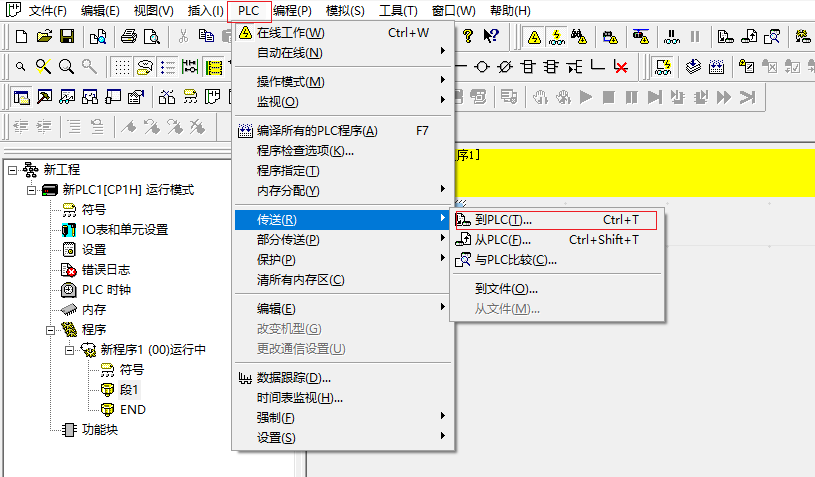 文件(F) 编辑(E) 视图(V) 插入(I) PLC 编程(P) 模拟(S) 工具(T) 窗口(W) 帮助(H)
在线工作(W) Ctrl+W
自动在线(N)
操作模式(M)
监视(O)
编译所有的PLC程序(A) F7
程序检查选项(K)...
程序指定(T)
内存分配(Y)
传送(R)
部分传送(P)
保护(P)
清所有内存区(C)
编辑(E)
改变机型(G)
更改通信设置(U)
数据跟踪(D)...
时间表监视(H)...
强制(F)
设置(S)
到PLC(T)... Ctrl+T
从PLC(F)... Ctrl+Shift+T
与PLC比较(C)...
到文件(O)...
从文件(M)...
序1]
新工程
新PLC1[CP1H] 运行模式
符号
IO表和单元设置
设置
错误日志
PLC 时钟
内存
程序
新程序1 (00)运行中
符号
段1
END
功能块